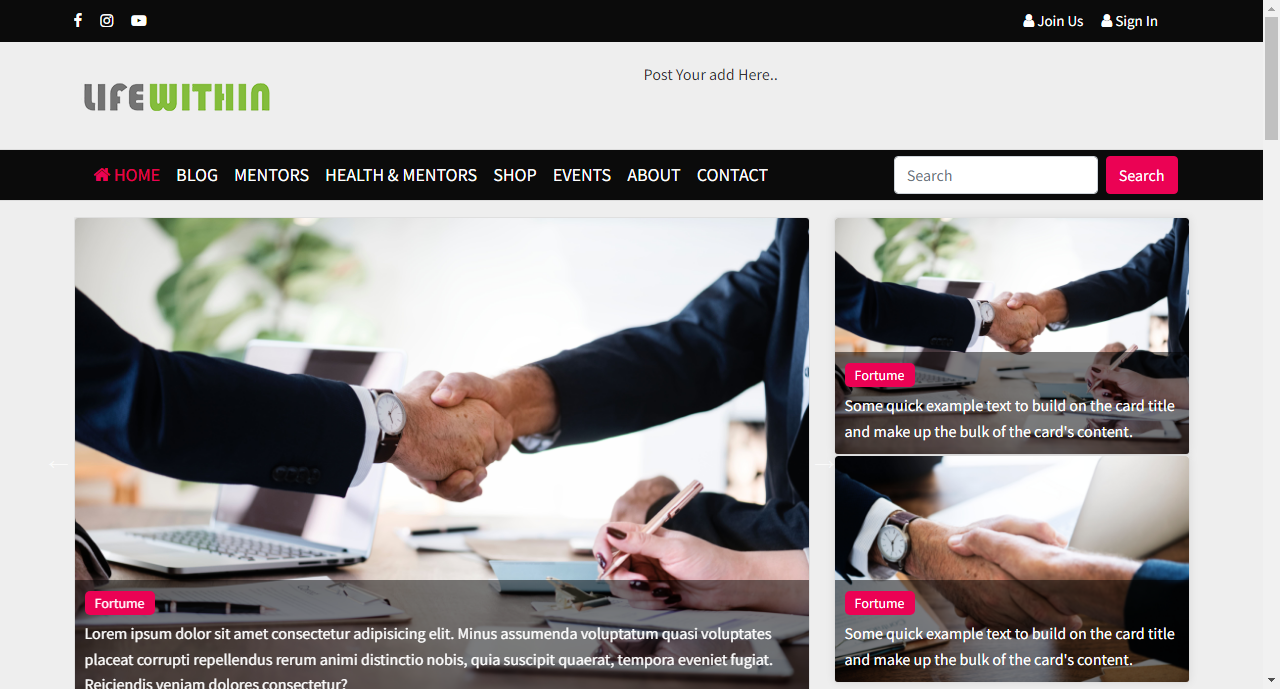 Join Us Sign In
Post Your add Here..
LIFEWITHIN
HOME BLOG MENTORS HEALTH & MENTORS SHOP EVENTS ABOUT CONTACT Search Search
Fortume
Lorem ipsum dolor sit amet consectetur adipisicing elit. Minus assumenda voluptatum quasi voluptates
placeat corrupti repellendus rerum animi distinctio nobis, quia suscipit quaerat, tempora eveniet fugiat.
Reiciendis veniam dolores consectetur?
Fortume
Some quick example text to build on the card title
and make up the bulk of the card's content.
Fortume
Some quick example text to build on the card title
and make up the bulk of the card's content.